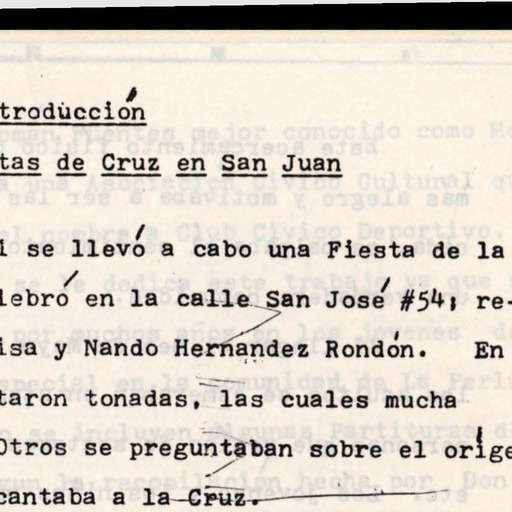 troducción
tas de Cruz en San Juan
i se llevó a cabo una Fiesta de la
lebró en la calle San José #54; re-
isa y Nando Hernandez Rondón. En
taron tonadas, las cuales mucha
Otros se preguntaban sobre el oríge
cantaba a la Cruz.